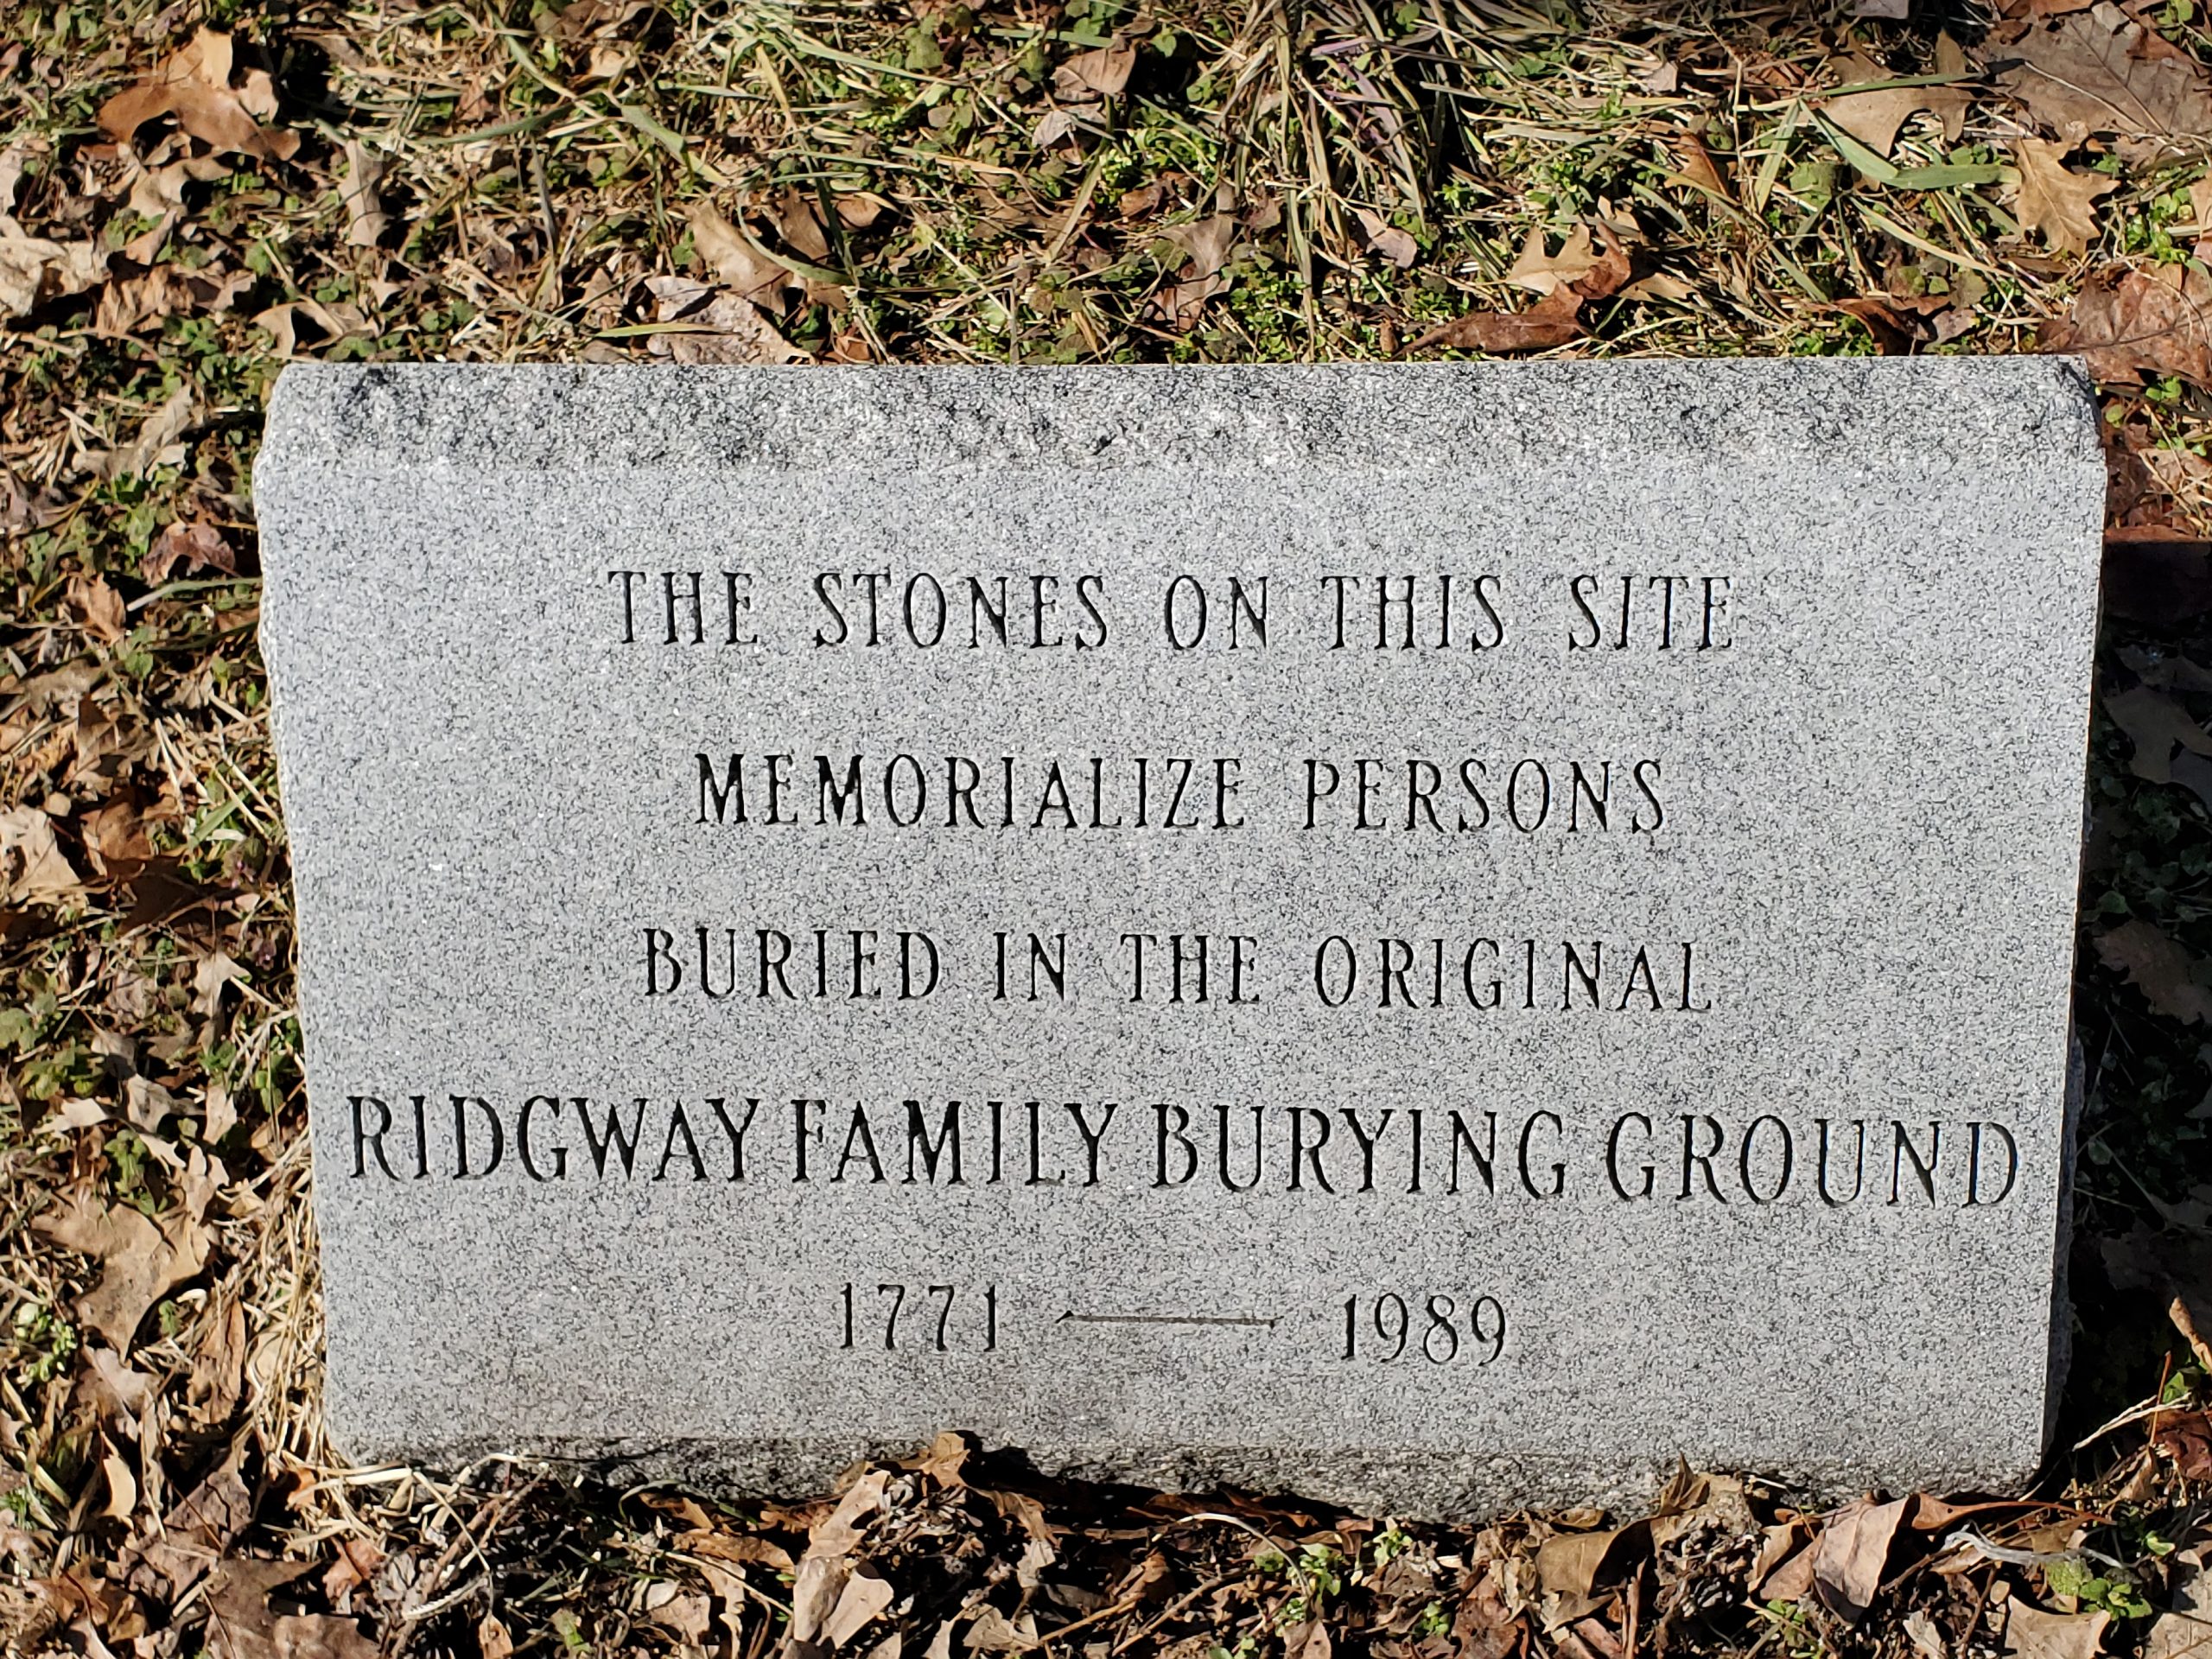 THE STONES ON THIS SITE
MEMORIALIZE PERSONS
BURIED IN THE ORIGINAL
RIDGWAY FAMILY BURYING GROUND
1771 — 1989